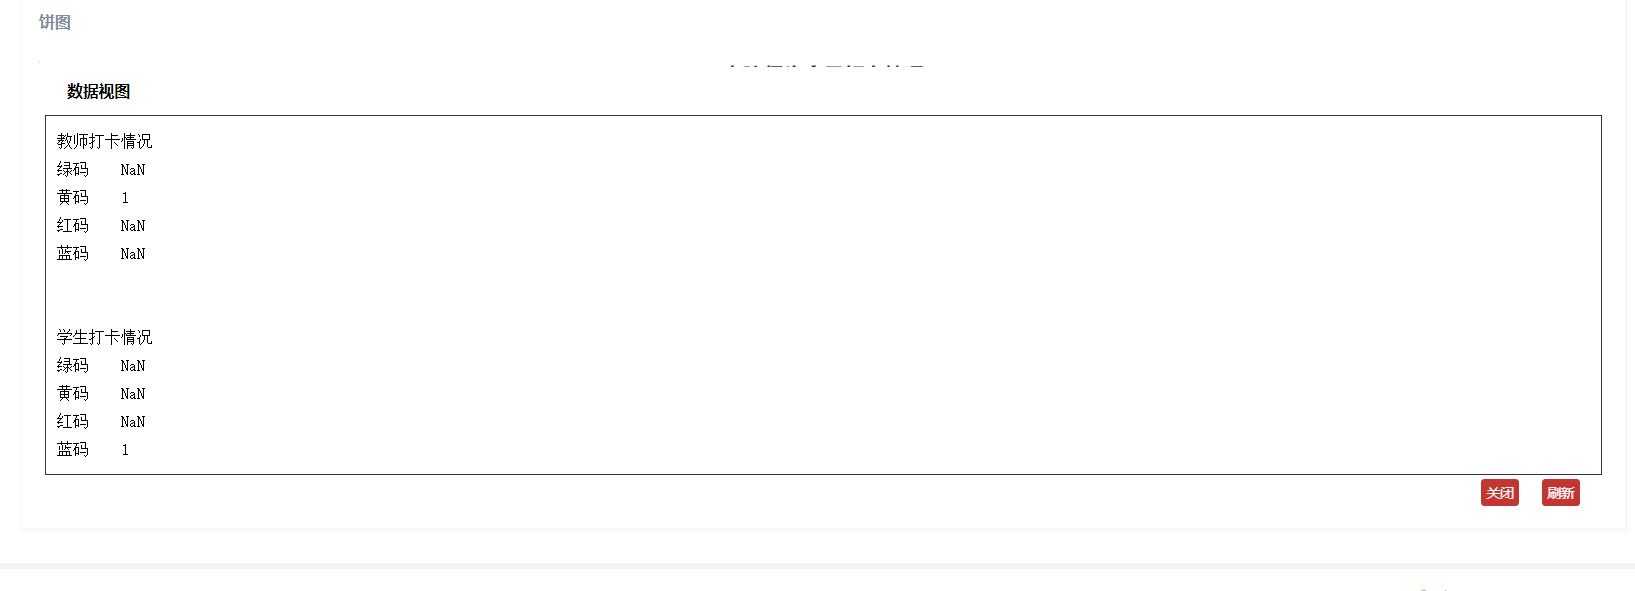 饼图
数据视图
教师打卡情况
绿码 NaN
黄码 1
红码 NaN
蓝码 NaN
学生打卡情况
绿码 NaN
黄码 NaN
红码 NaN
蓝码 1
关闭 刷新